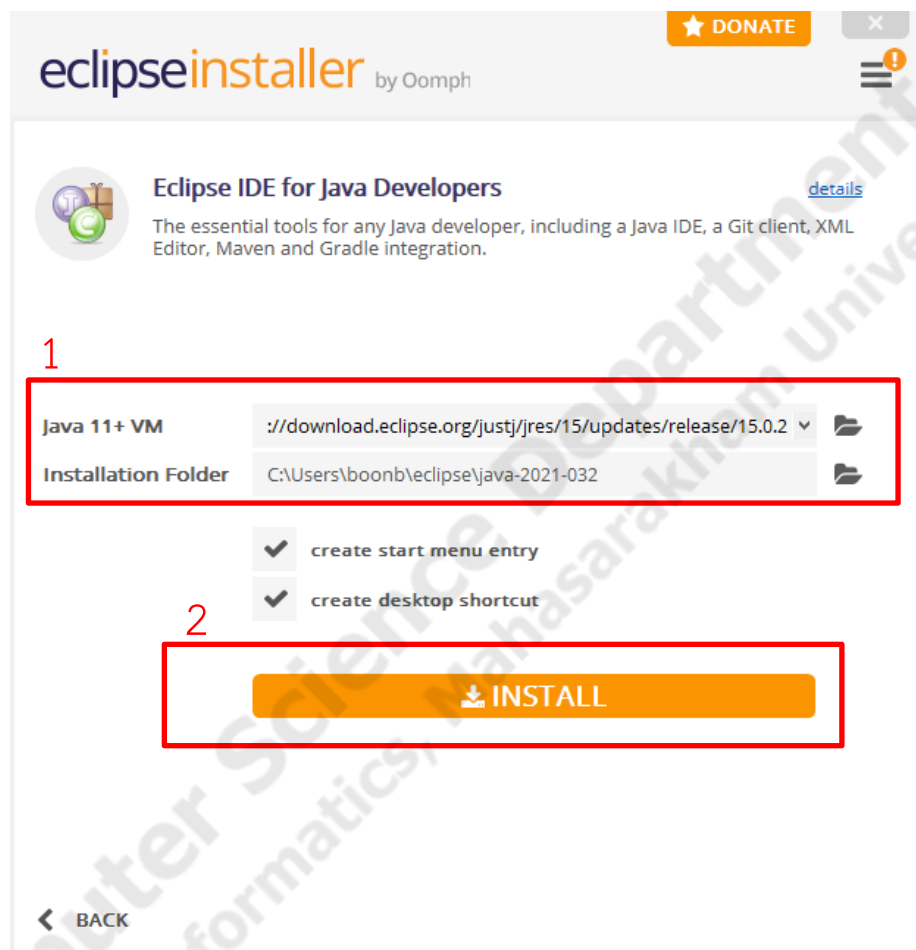 DONATE
eclipseinstaller by Oomph
Eclipse IDE for Java Developers
details
The essential tools for any Java developer, including a Java IDE, a Git client, XML
Editor, Maven and Gradle integration.
1
Java 11+ VM ://download.eclipse.org/justj/jres/15/updates/release/15.0.2
Installation Folder C:\Users\boonb\eclipse\java-2021-032
create start menu entry
create desktop shortcut
2
INSTALL
BACK
Science Department
Mahasarakham